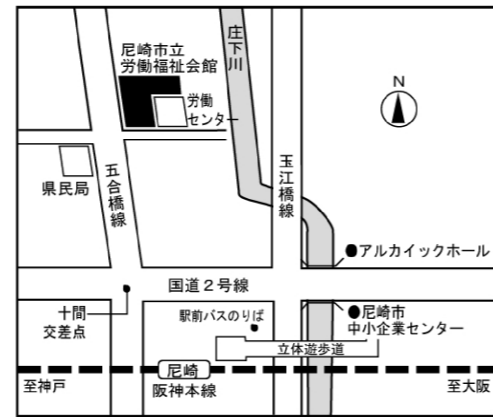 尼崎市立
労働福祉会館
労働
センター
庄下川
N
県民局
五合橋線
玉江橋線
●アルカイックホール
国道2号線
十間
交差点
駅前バスのりば
●尼崎市
中小企業センター
立体遊歩道
尼崎
至神戸
阪神本線
至大阪